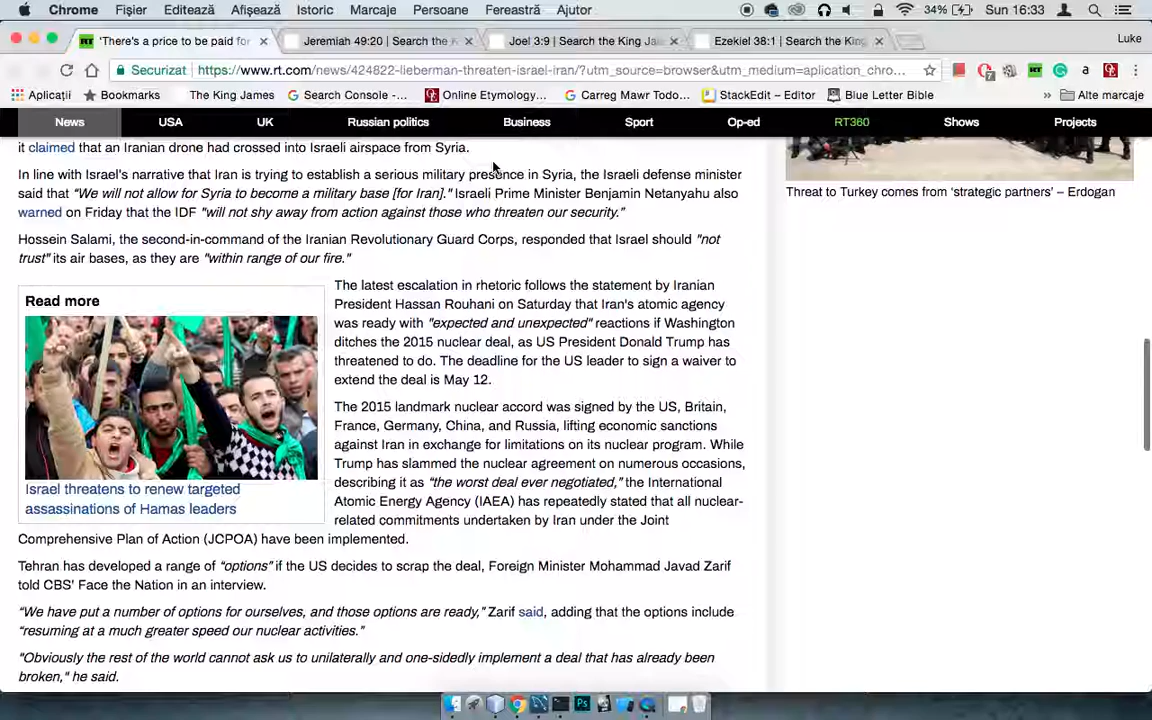 Chrome Fișier Editează Afișează Istoric Marcaje Persoane Fereastră Ajutor 34% Sun 16:33
'There's a price to be paid for Jeremiah 49:20 | Search the Joel 3:9 | Search the King Ja Ezekiel 38:1 | Search the King Luke
Securizat https://www.rt.com/news/424822-lieberman-threaten-israel-iran/?utm_source=browser&utm_medium=aplication_chro...
Aplicații Bookmarks The King James Search Console -... Online Etymology... Carreg Mawr Todo... StackEdit – Editor Blue Letter Bible » Alte marcaje
News USA UK Russian politics Business Sport Op-ed RT360 Shows Projects
it claimed that an Iranian drone had crossed into Israeli airspace from Syria.
In line with Israel's narrative that Iran is trying to establish a serious military presence in Syria, the Israeli defense minister
said that "We will not allow for Syria to become a military base [for Iran]." Israeli Prime Minister Benjamin Netanyahu also
warned on Friday that the IDF "will not shy away from action against those who threaten our security."
Hossein Salami, the second-in-command of the Iranian Revolutionary Guard Corps, responded that Israel should "not
trust" its air bases, as they are "within range of our fire."
Threat to Turkey comes from 'strategic partners' – Erdogan
Read more
Israel threatens to renew targeted
assassinations of Hamas leaders
The latest escalation in rhetoric follows the statement by Iranian
President Hassan Rouhani on Saturday that Iran's atomic agency
was ready with "expected and unexpected" reactions if Washington
ditches the 2015 nuclear deal, as US President Donald Trump has
threatened to do. The deadline for the US leader to sign a waiver to
extend the deal is May 12.
The 2015 landmark nuclear accord was signed by the US, Britain,
France, Germany, China, and Russia, lifting economic sanctions
against Iran in exchange for limitations on its nuclear program. While
Trump has slammed the nuclear agreement on numerous occasions,
describing it as "the worst deal ever negotiated," the International
Atomic Energy Agency (IAEA) has repeatedly stated that all nuclear-
related commitments undertaken by Iran under the Joint
Comprehensive Plan of Action (JCPOA) have been implemented.
Tehran has developed a range of "options" if the US decides to scrap the deal, Foreign Minister Mohammad Javad Zarif
told CBS' Face the Nation in an interview.
"We have put a number of options for ourselves, and those options are ready," Zarif said, adding that the options include
"resuming at a much greater speed our nuclear activities."
"Obviously the rest of the world cannot ask us to unilaterally and one-sidedly implement a deal that has already been
broken," he said.